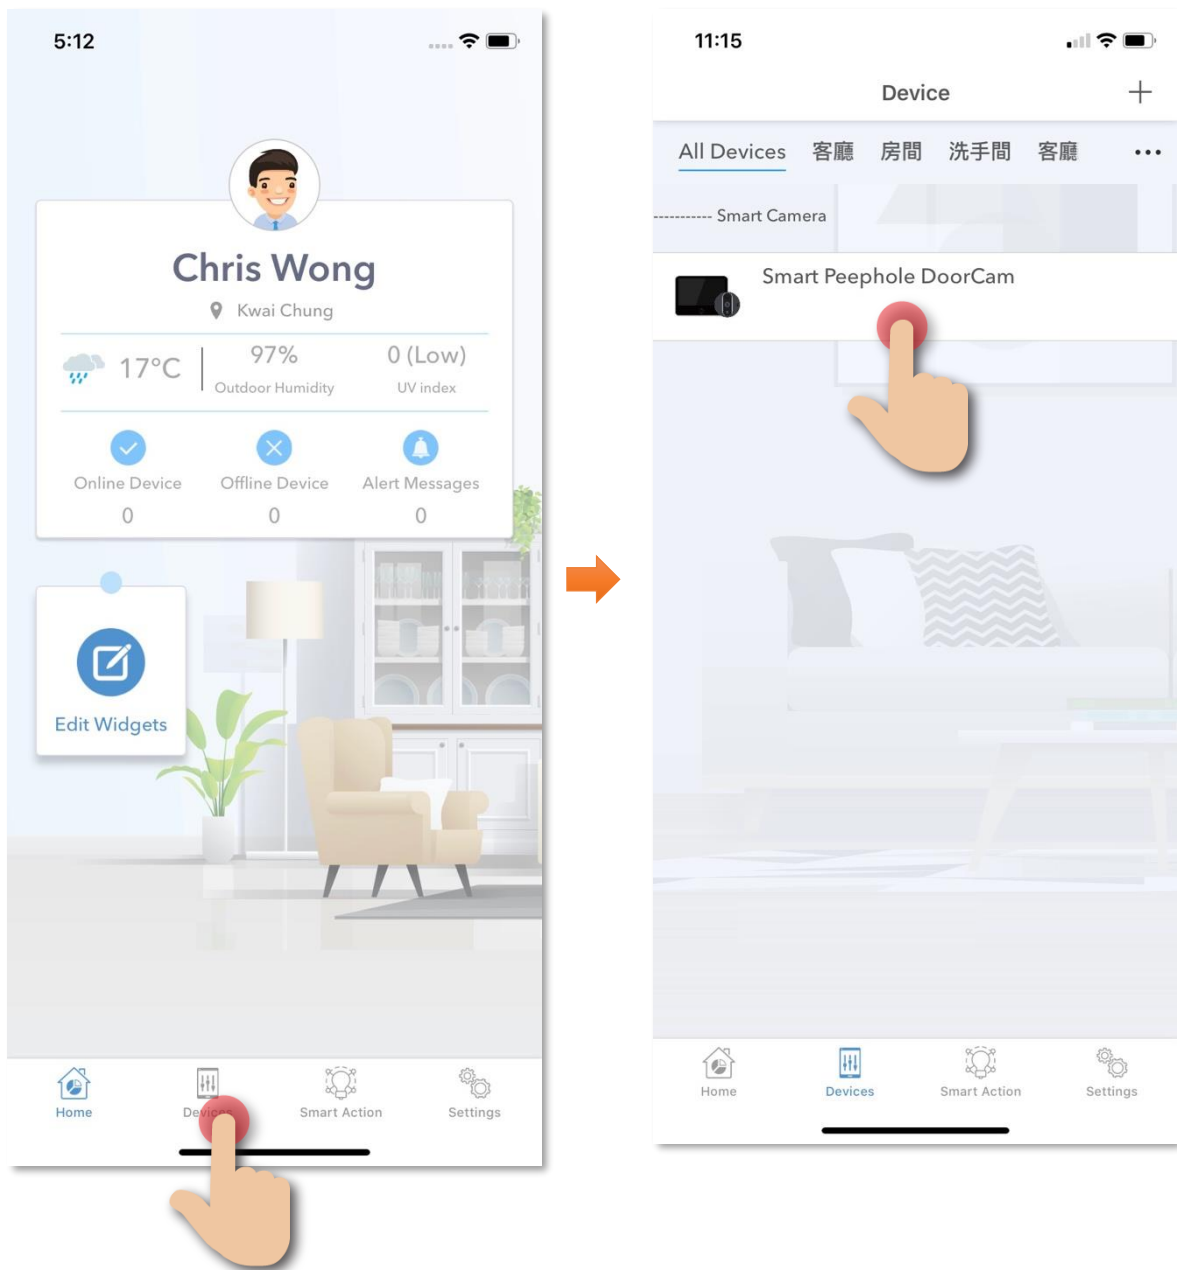 5:12
Chris Wong
Kwai Chung
17°C
97%
Outdoor Humidity
0 (Low)
UV index
Online Device
0
Offline Device
0
Alert Messages
0
Edit Widgets
Home
Devices
Smart Action
Settings
11:15
Device
All Devices 客廳 房間 洗手間 客廳
----------- Smart Camera
Smart Peephole DoorCam
Home
Devices
Smart Action
Settings